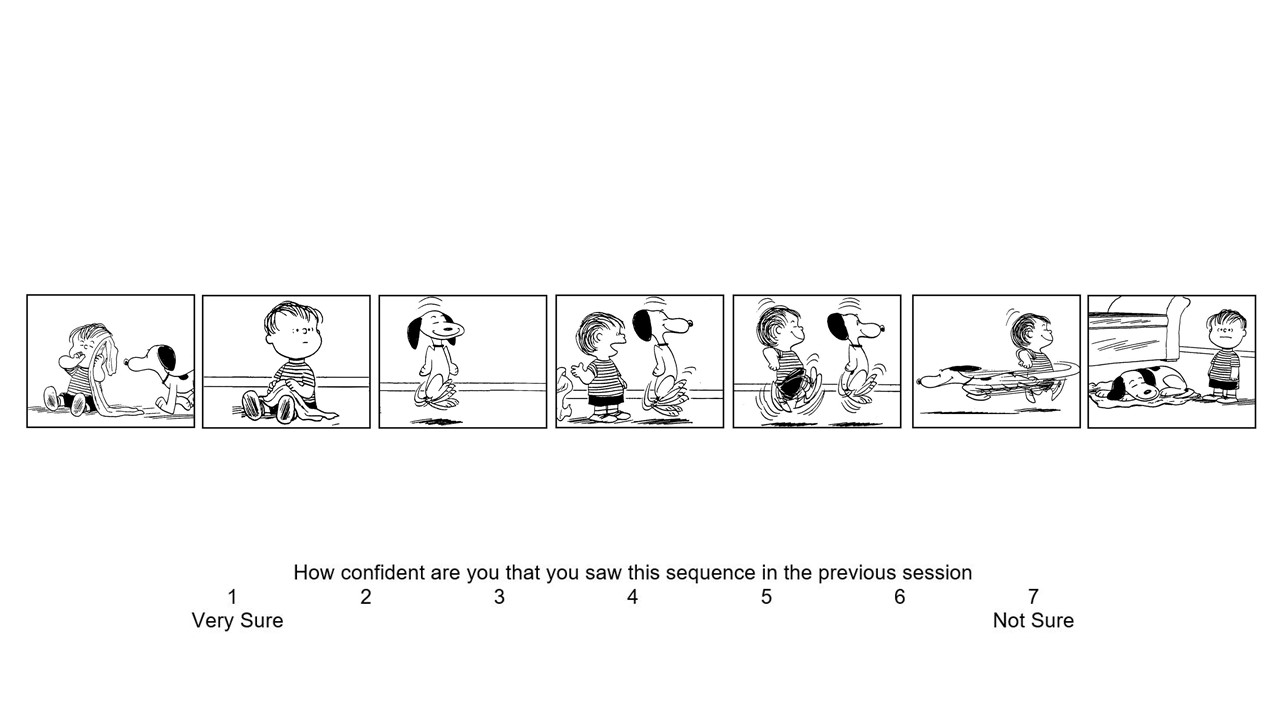 How confident are you that you saw this sequence in the previous session
1 2 3 4 5 6 7
Very Sure Not Sure